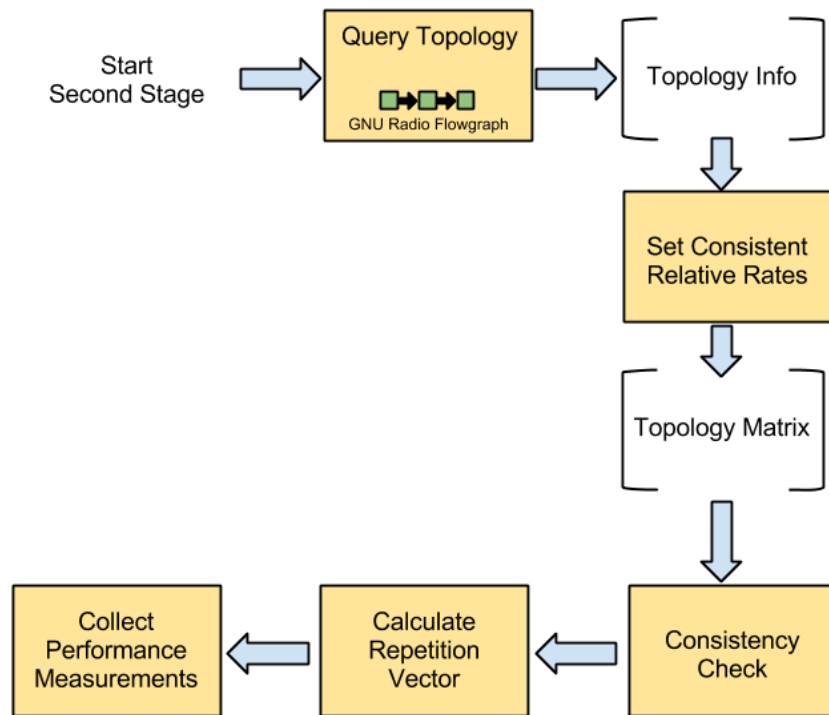 Start
Second Stage
Query Topology
GNU Radio Flowgraph
Topology Info
Set Consistent
Relative Rates
Topology Matrix
Consistency
Check
Calculate
Repetition
Vector
Collect
Performance
Measurements